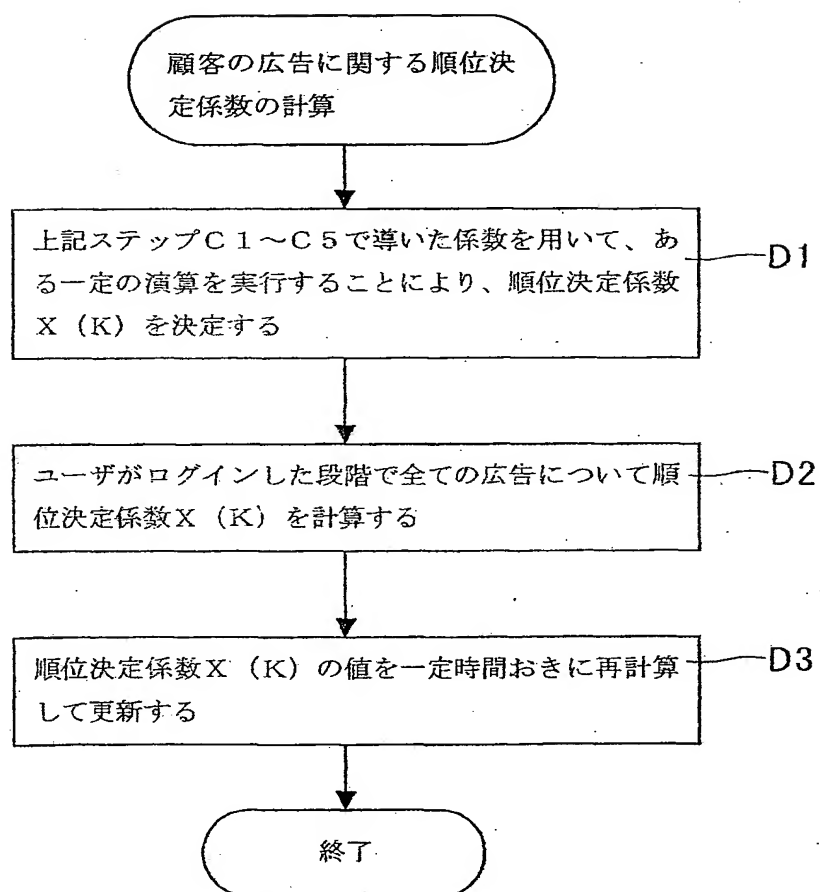 顧客の広告に関する順位決
定係数の計算
上記ステップC1～C5で導いた係数を用いて、あ
る一定の演算を実行することにより、順位決定係数
X(K)を決定する
D1
ユーザがログインした段階で全ての広告について順
位決定係数X(K)を計算する
D2
順位決定係数X(K)の値を一定時間おきに再計算
して更新する
D3
終了